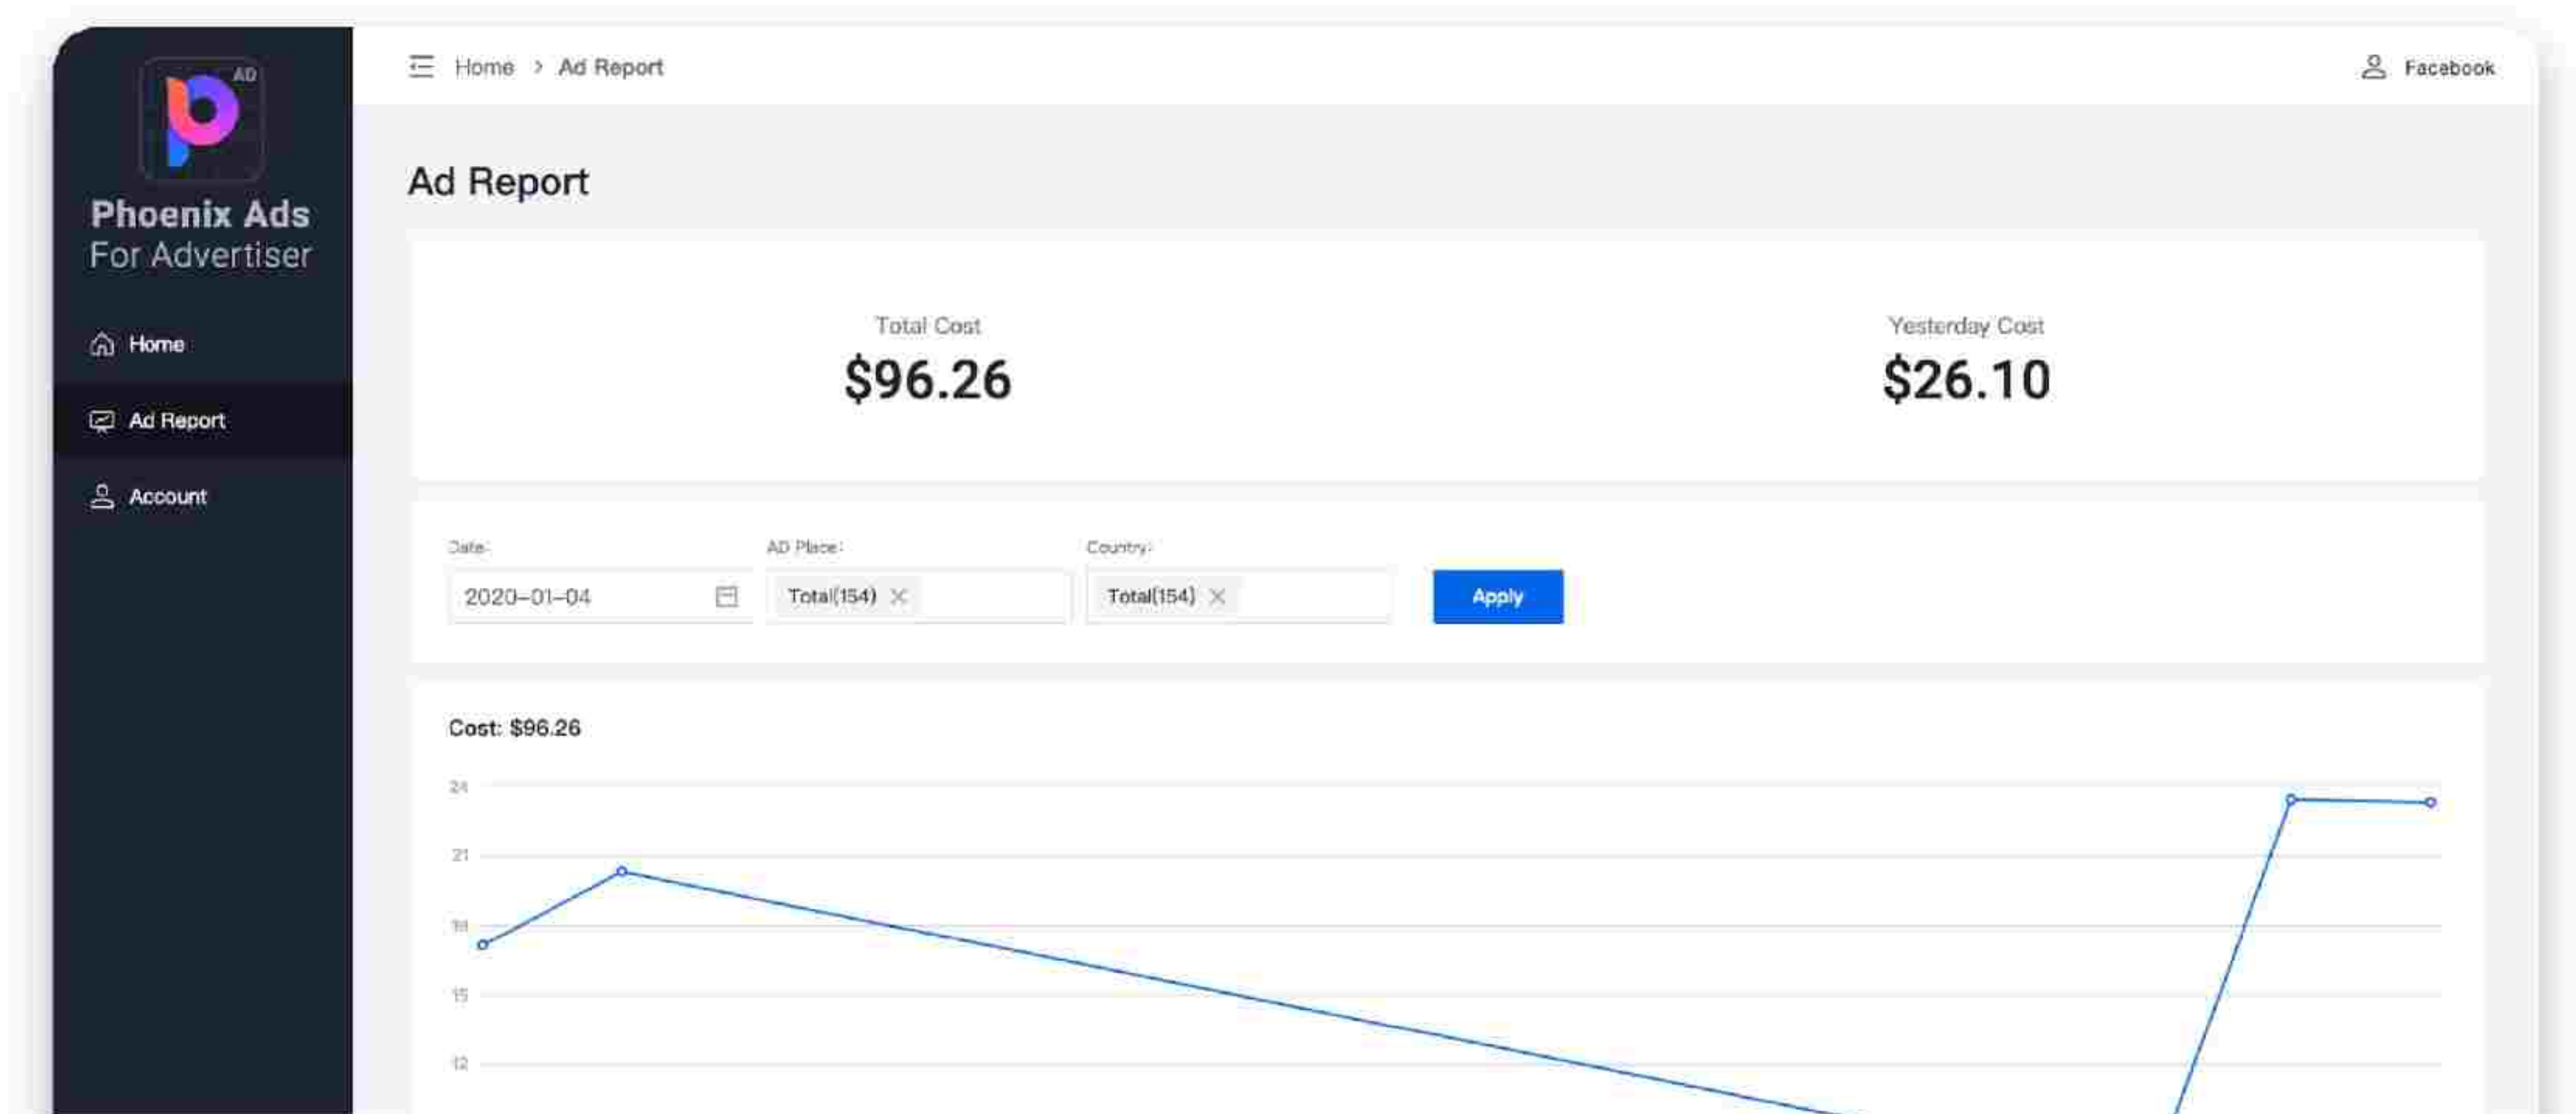 AD
Phoenix Ads
For Advertiser
Home
Ad Report
Account
Home > Ad Report
Facebook
Ad Report
Total Cost
$96.26
Yesterday Cost
$26.10
Date:
AD Place:
Country:
2020-01-04
Total(154) ×
Total(154) ×
Apply
Cost: $96.26
24
21
18
15
12